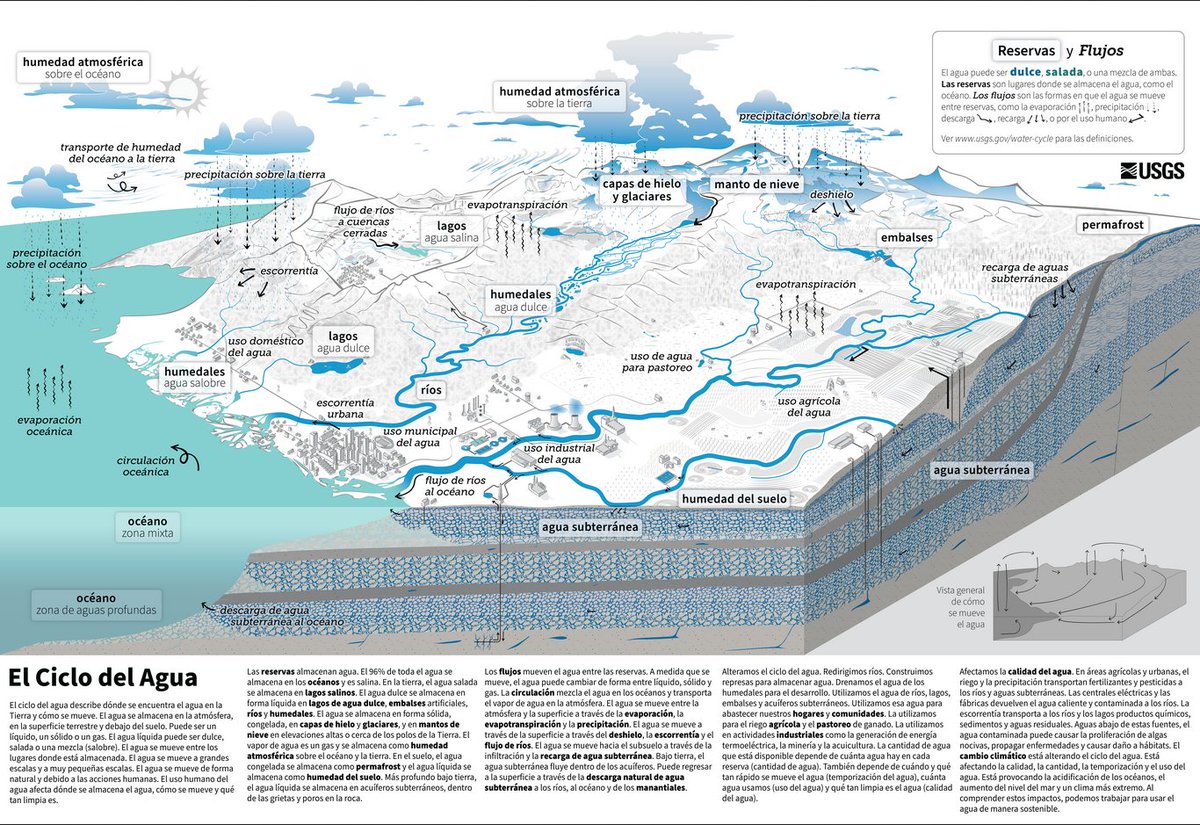 humedad atmosférica
sobre el océano
humedad atmosférica
sobre la tierra
Reservas y Flujos
El agua puede ser dulce, salada, o una mezcla de ambas.
Las reservas son lugares donde se almacena el agua, como el
océano. Los flujos son las formas en que el agua se mueve
entre reservas, como la evaporación, precipitación,
descarga, recarga, o por el uso humano.
Ver www.usgs.gov/water-cycle para las definiciones.
USGS
precipitación sobre la tierra
transporte de humedad
del océano a la tierra
precipitación sobre la tierra
capas de hielo
y glaciares
manto de nieve
deshielo
evapotranspiración
flujo de ríos
a cuencas
cerradas
lagos
agua salina
embalses
permafrost
precipitación
sobre el océano
escorrentía
recarga de aguas
subterráneas
humedales
agua dulce
evapotranspiración
uso doméstico
del agua
lagos
agua dulce
uso de agua
para pastoreo
humedales
agua salobre
ríos
evaporación
oceánica
escorrentía
urbana
uso agrícola
del agua
uso municipal
del agua
uso industrial
del agua
circulación
oceánica
flujo de ríos
al océano
agua subterránea
humedad del suelo
océano
zona mixta
agua subterránea
océano
zona de aguas profundas
descarga de agua
subterránea al océano
Vista general
de cómo
se mueve
el agua
El Ciclo del Agua
El ciclo del agua describe dónde se encuentra el agua en la
Tierra y cómo se mueve. El agua se almacena en la atmósfera,
en la superficie terrestre y debajo del suelo. Puede ser un
líquido, un sólido o un gas. El agua líquida puede ser dulce,
salada o una mezcla (salobre). El agua se mueve entre los
lugares donde está almacenada. El agua se mueve a grandes
escalas y a muy pequeñas escalas. El agua se mueve de forma
natural y debido a las acciones humanas. El uso humano del
agua afecta dónde se almacena el agua, cómo se mueve y qué
tan limpia es.
Las reservas almacenan agua. El 96% de toda el agua se
almacena en los océanos y es salina. En la tierra, el agua salada
se almacena en lagos salinos. El agua dulce se almacena en
forma líquida en lagos de agua dulce, embalses artificiales,
ríos y humedales. El agua se almacena en forma sólida,
congelada, en capas de hielo y glaciares, y en mantos de
nieve en elevaciones altas o cerca de los polos de la Tierra. El
vapor de agua es un gas y se almacena como humedad
atmosférica sobre el océano y la tierra. En el suelo, el agua
congelada se almacena como permafrost y el agua líquida se
almacena como humedad del suelo. Más profundo bajo tierra,
el agua líquida se almacena en acuíferos subterráneos, dentro
de las grietas y poros en la roca.
Los flujos mueven el agua entre las reservas. A medida que se
mueve, el agua puede cambiar de forma entre líquido, sólido y
gas. La circulación mezcla el agua en los océanos y transporta
el vapor de agua en la atmósfera. El agua se mueve entre la
atmósfera y la superficie a través de la evaporación, la
evapotranspiración y la precipitación. El agua se mueve a
través de la superficie a través del deshielo, la escorrentía y el
flujo de ríos. El agua se mueve hacia el subsuelo a través de la
infiltración y la recarga de agua subterránea. Bajo tierra, el
agua subterránea fluye dentro de los acuíferos. Puede regresar
a la superficie a través de la descarga natural de agua
subterránea a los ríos, al océano y de los manantiales.
Alteramos el ciclo del agua. Redirigimos ríos. Construimos
represas para almacenar agua. Drenamos el agua de los
humedales para el desarrollo. Utilizamos el agua de ríos, lagos,
embalses y acuíferos subterráneos. Utilizamos esa agua para
abastecer nuestros hogares y comunidades. La utilizamos
para el riego agrícola y el pastoreo de ganado. Lo utilizamos
en actividades industriales como la generación de energía
termoeléctrica, la minería y la acuicultura. La cantidad de agua
que está disponible depende de cuánta agua hay en cada
reserva (cantidad de agua). También depende de cuándo y qué
tan rápido se mueve el agua (temporización del agua), cuánta
agua usamos (uso del agua) y qué tan limpia es el agua (calidad
del agua).
Afectamos la calidad del agua. En áreas agrícolas y urbanas, el
riego y la precipitación transportan fertilizantes y pesticidas a
los ríos y aguas subterráneas. Las centrales eléctricas y las
fábricas devuelven el agua caliente y contaminada a los ríos. La
escorrentía transporta a los ríos y los lagos productos químicos,
sedimentos y aguas residuales. Aguas abajo de estas fuentes, el
agua contaminada puede causar la proliferación de algas
nocivas, propagar enfermedades y causar daño a hábitats. El
cambio climático está alterando el ciclo del agua. Está
afectando la calidad, la cantidad, la temporización y el uso del
agua. Está provocando la acidificación de los océanos, el
aumento del nivel del mar y un clima más extremo. Al
comprender estos impactos, podemos trabajar para usar el
agua de manera sostenible.